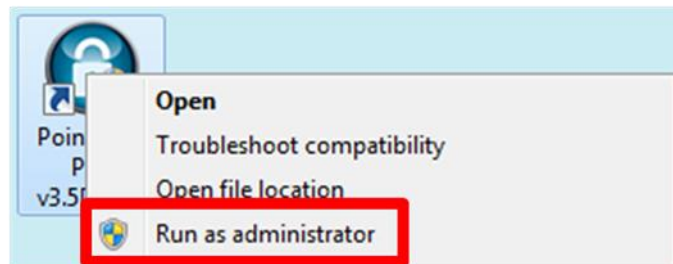 Open
Troubleshoot compatibility
Open file location
Run as administrator